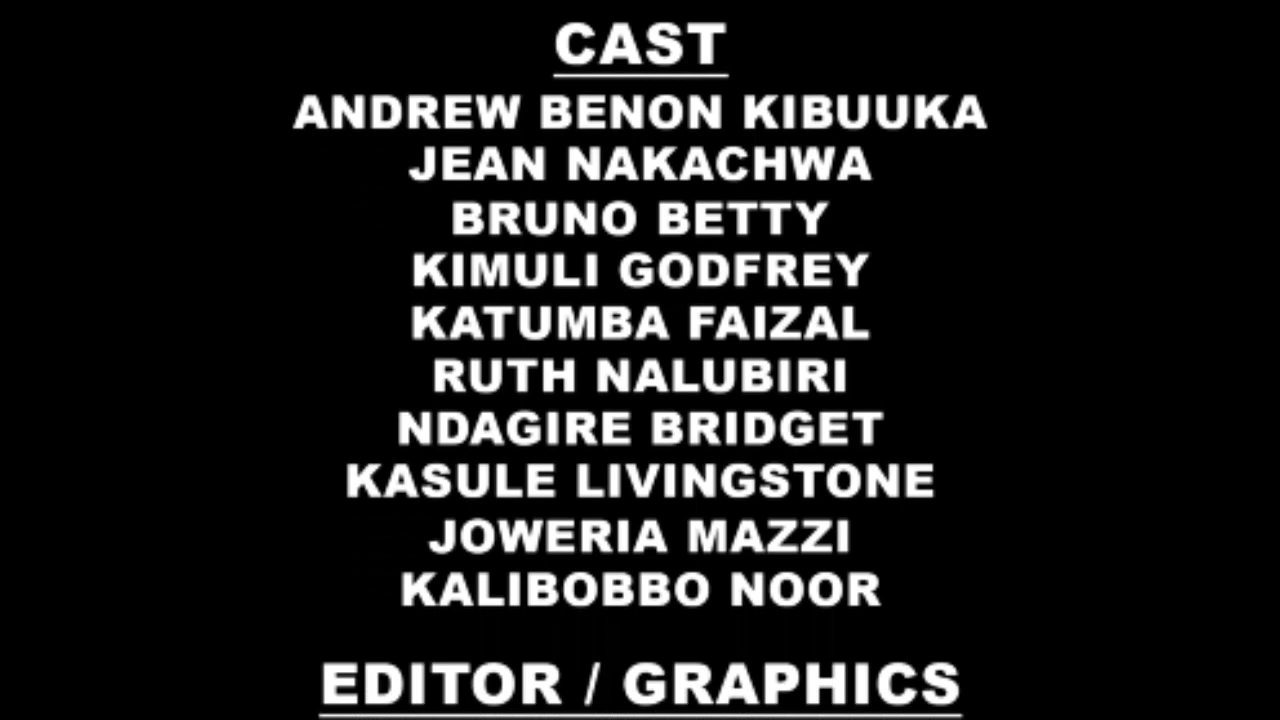 CAST
ANDREW BENON KIBUUKA
JEAN NAKACHWA
BRUNO BETTY
KIMULI GODFREY
KATUMBA FAIZAL
RUTH NALUBIRI
NDAGIRE BRIDGET
KASULE LIVINGSTONE
JOWERIA MAZZI
KALIBOBBO NOOR
EDITOR / GRAPHICS